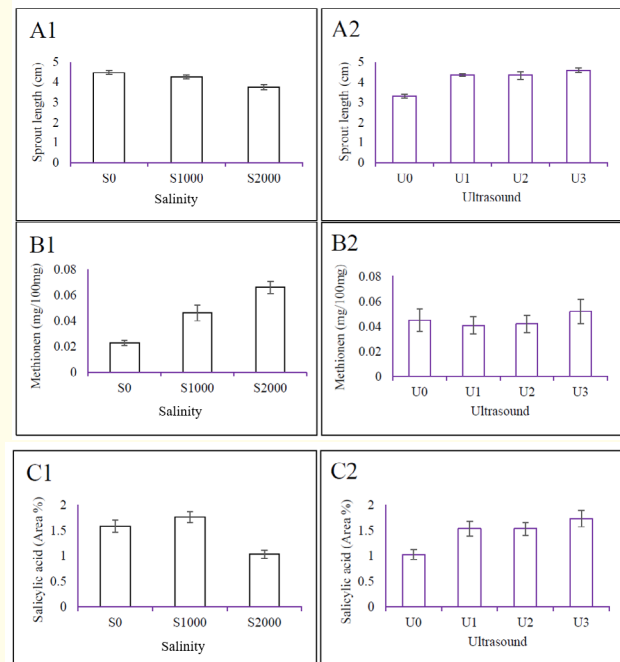 A1
Sprout length (cm)
5
4
3
2
1
0
S0 S1000 S2000
Salinity
A2
Sprout length (cm)
5
4
3
2
1
0
U0 U1 U2 U3
Ultrasound
B1
Methionen (mg/100mg)
0.08
0.06
0.04
0.02
0
S0 S1000 S2000
Salinity
B2
Methionen (mg/100mg)
0.08
0.06
0.04
0.02
0
U0 U1 U2 U3
Ultrasound
C1
Salicylic acid (Area %)
2
1.5
1
0.5
0
S0 S1000 S2000
Salinity
C2
Salicylic acid (Area %)
2
1.5
1
0.5
0
U0 U1 U2 U3
Ultrasound